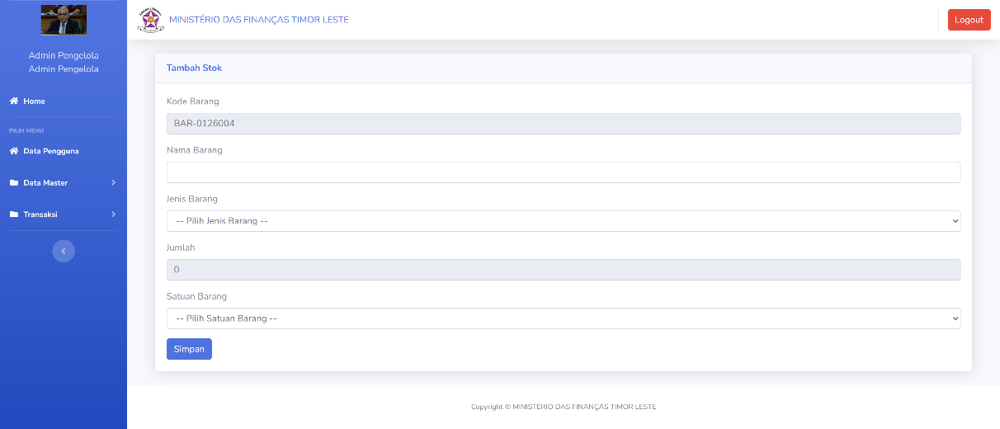 MINISTÉRIO DAS FINANÇAS TIMOR LESTE
Logout
Admin Pengelola
Admin Pengelola
Home
PILIH MENU
Data Pengguna
Data Master
Transaksi
Tambah Stok
Kode Barang
BAR-0126004
Nama Barang
Jenis Barang
-- Pilih Jenis Barang --
Jumlah
0
Satuan Barang
-- Pilih Satuan Barang --
Simpan
Copyright © MINISTÉRIO DAS FINANÇAS TIMOR LESTE